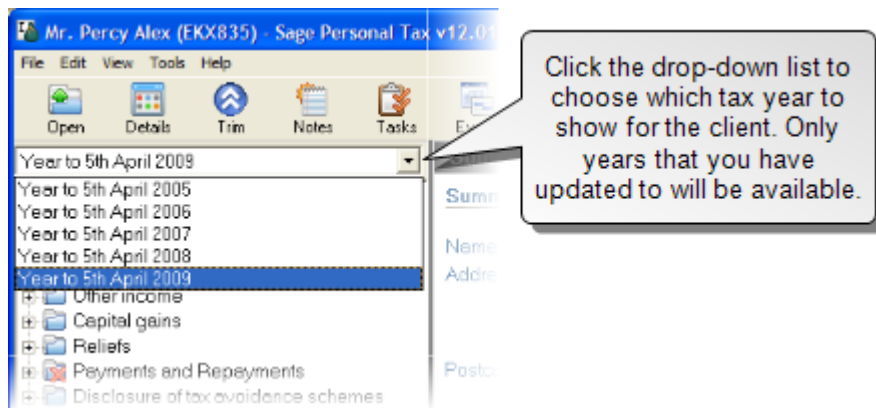 Mr. Percy Alex (EKX835) - Sage Personal Tax v12.01
File Edit View Tools Help
Open Details Trim Notes Tasks
Year to 5th April 2009
Year to 5th April 2005
Year to 5th April 2006
Year to 5th April 2007
Year to 5th April 2008
Year to 5th April 2009
Other income
Capital gains
Reliefs
Payments and Repayments
Disclosure of tax avoidance schemes
Summ
Name
Addre
Postc
Click the drop-down list to
choose which tax year to
show for the client. Only
years that you have
updated to will be available.